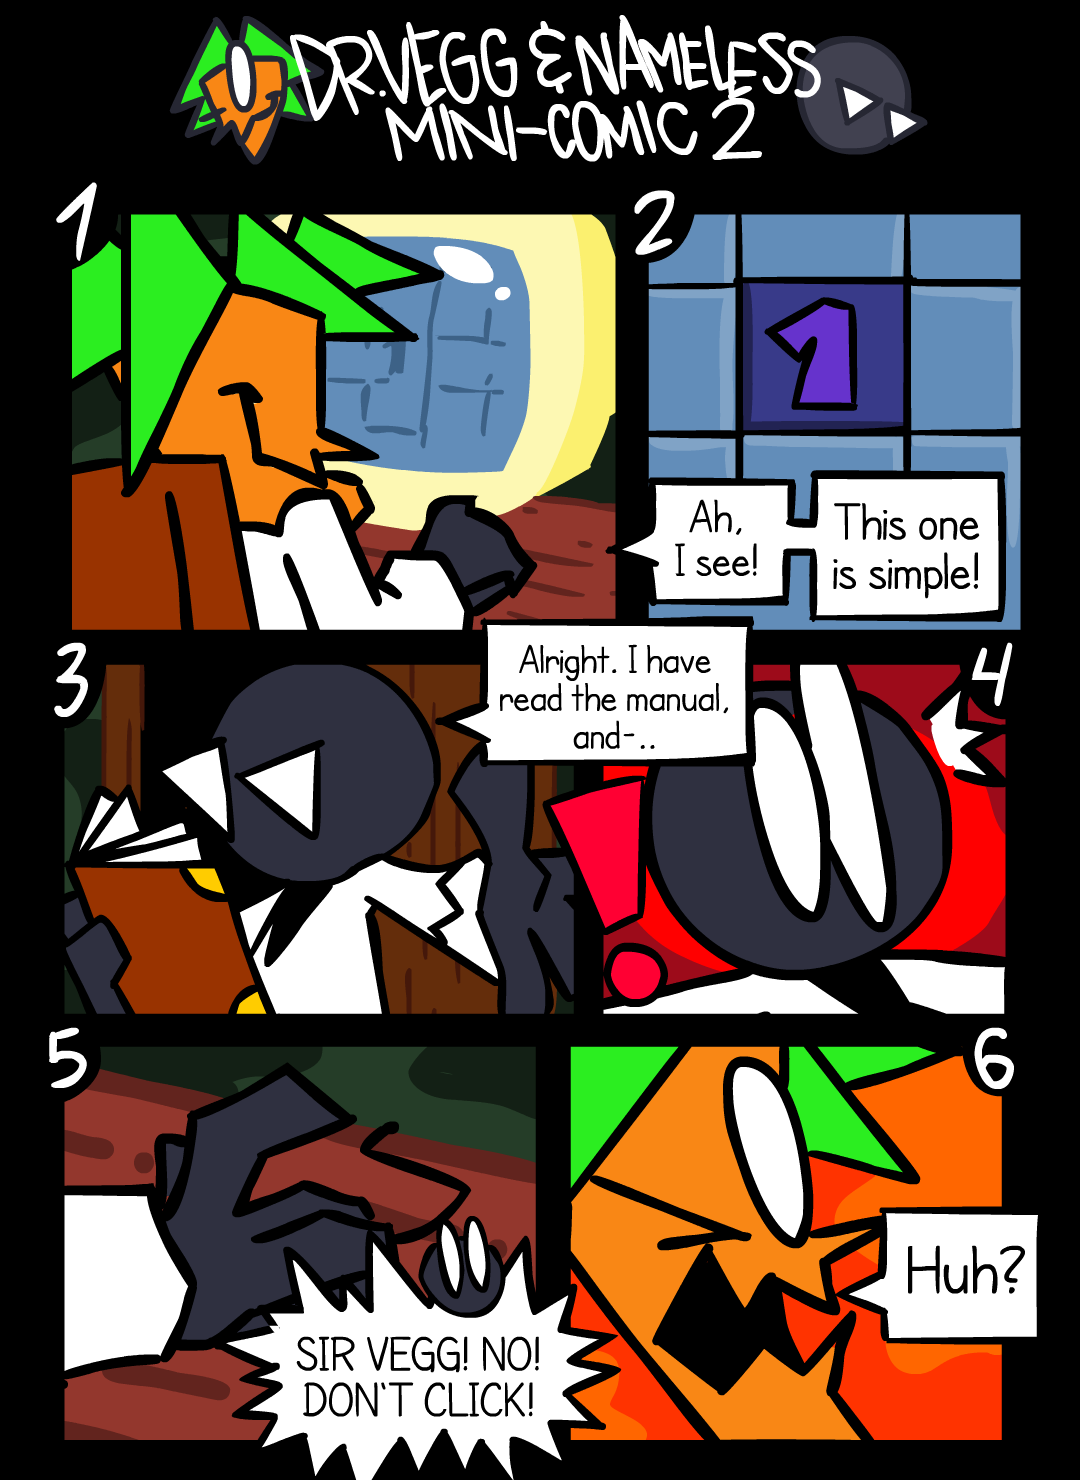 DR.VEGG & NAMELESS
MINI-COMIC 2
1
2
1
Ah,
I see!
This one
is simple!
3
Alright. I have
read the manual,
and-..
4
!
5
SIR VEGG! NO!
DON'T CLICK!
6
Huh?